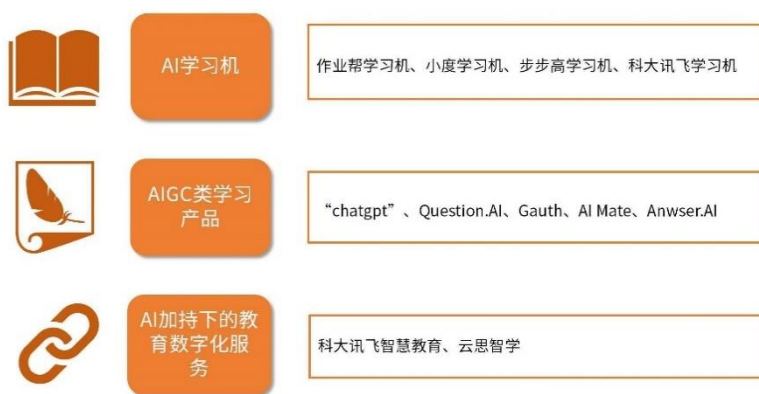 AI学习机
作业帮学习机、小度学习机、步步高学习机、科大讯飞学习机
AIGC类学习
产品
“chatgpt”、Question.AI、Gauth、AI Mate、Anwser.AI
AI加持下的教
育数字化服
务
科大讯飞智慧教育、云思智学